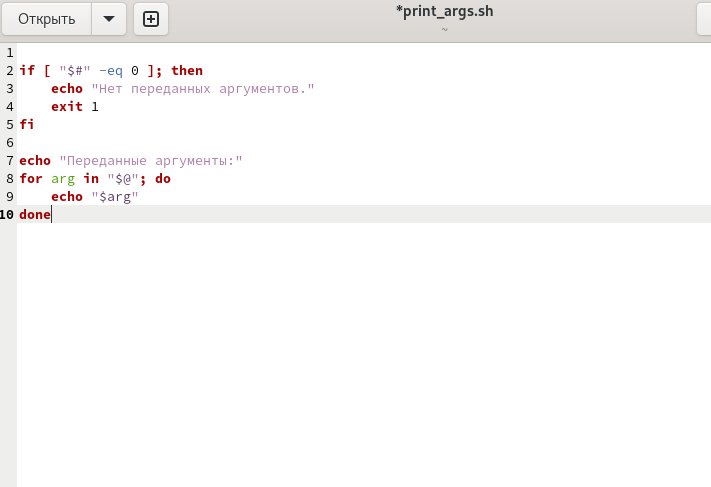 Открыть
*print_args.sh
~
1
2 if [ "$#" -eq 0 ]; then
3     echo "Нет переданных аргументов."
4     exit 1
5 fi
6
7 echo "Переданные аргументы:"
8 for arg in "$@"; do
9     echo "$arg"
10 done